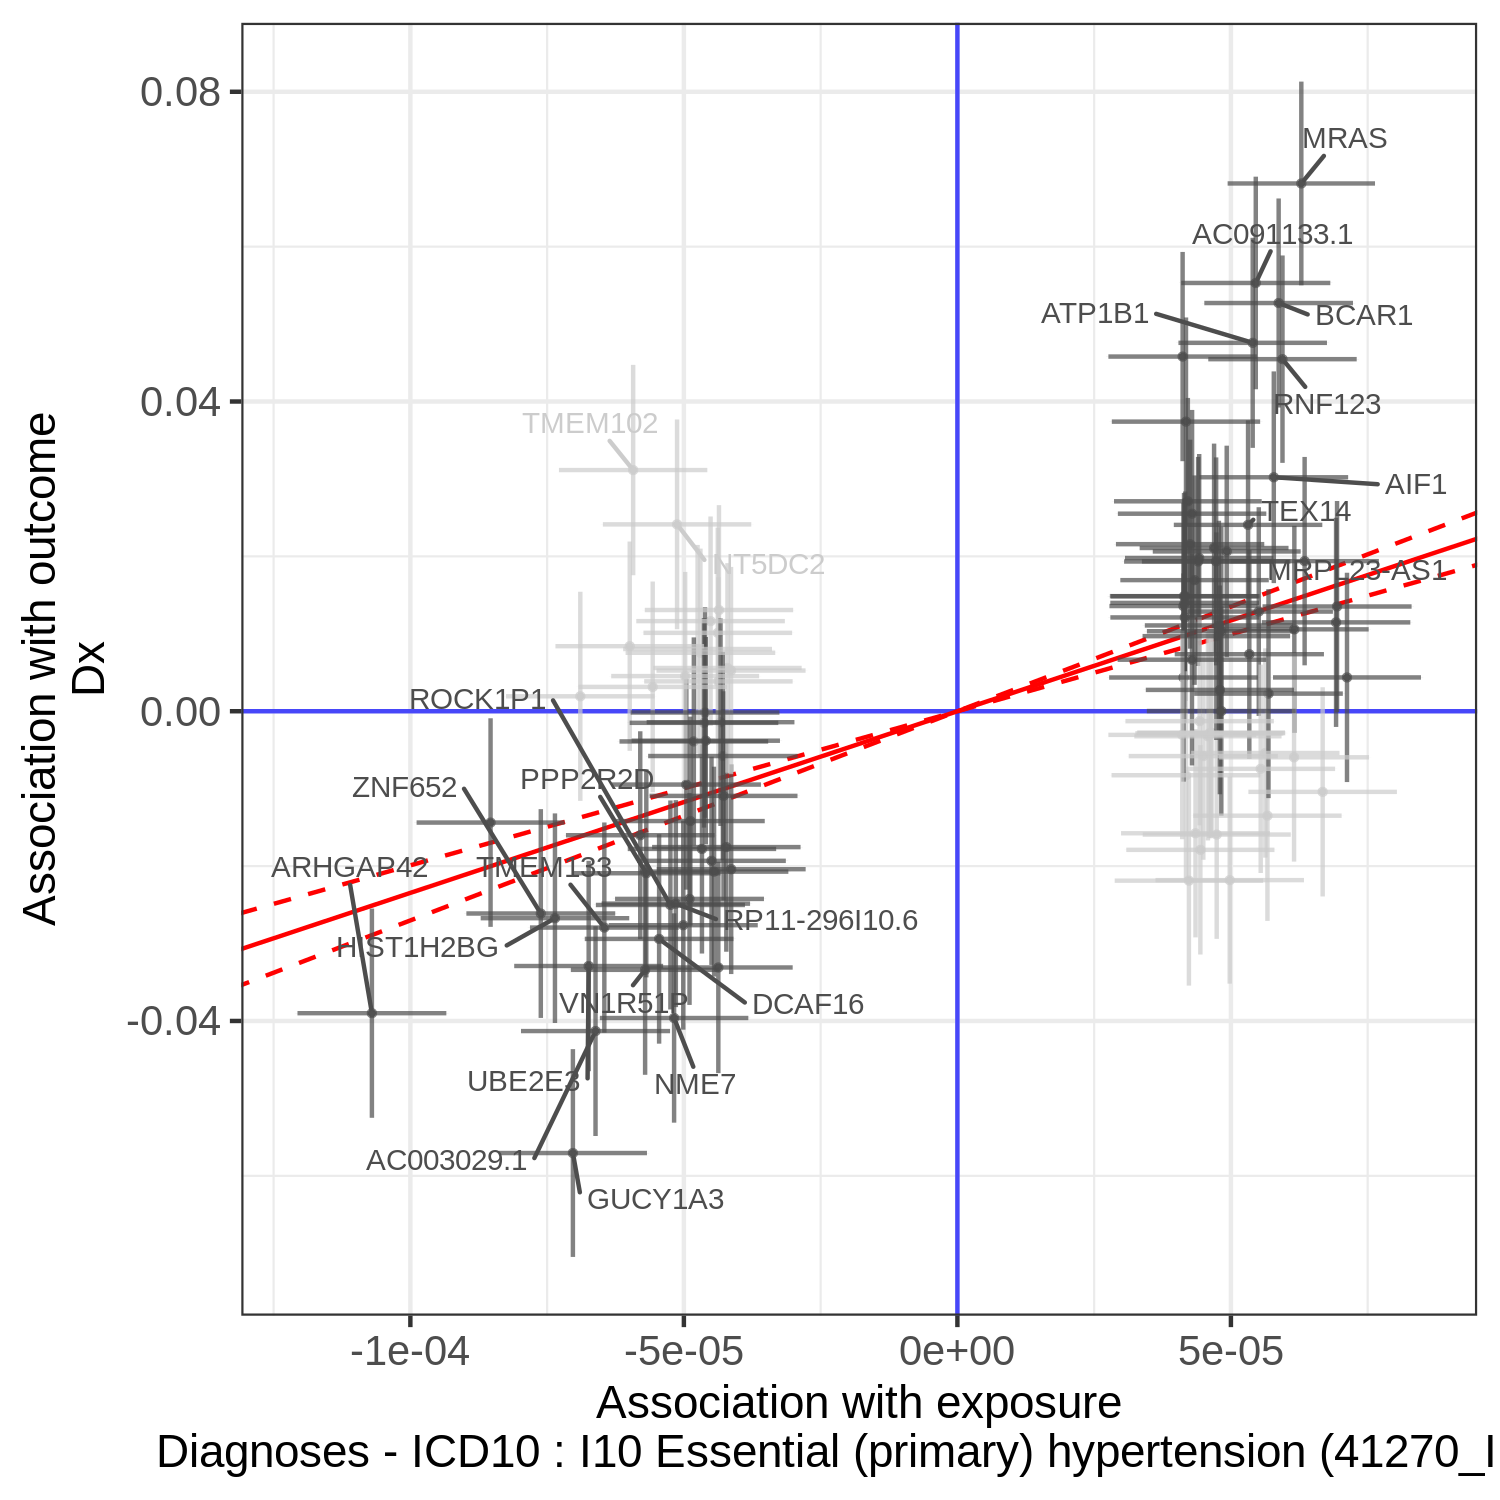 0.08
0.04
0.00
-0.04
Association with outcome
Dx
MRAS
AC091133.1
ATP1B1
BCAR1
RNF123
TMEM102
AIF1
TEX14
NT5DC2
MRPL23-AS1
ROCK1P1
ZNF652
PPP2R2D
ARHGAP42
TMEM133
RP11-296I10.6
HIST1H2BG
VN1R51P
DCAF16
UBE2E3
NME7
AC003029.1
GUCY1A3
-1e-04
-5e-05
0e+00
5e-05
Association with exposure
Diagnoses - ICD10 : I10 Essential (primary) hypertension (41270_I